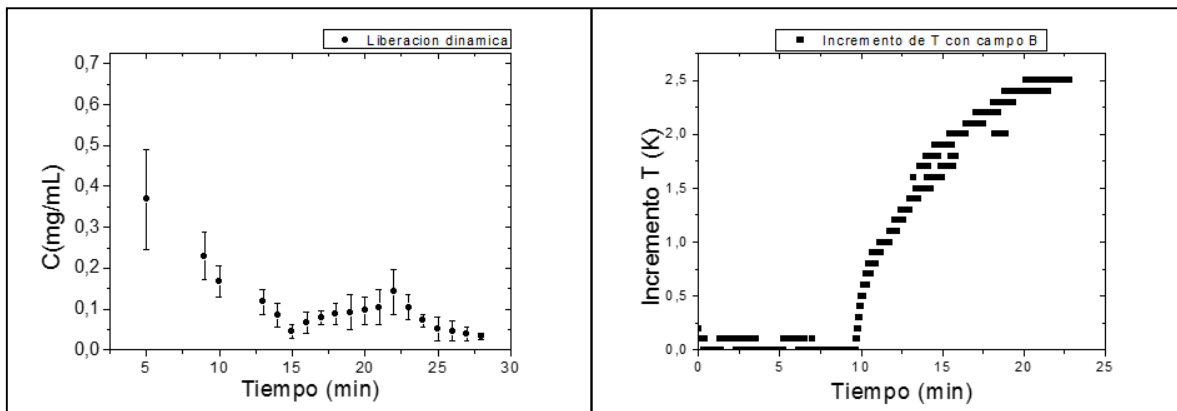 Liberacion dinamica
0,7
0,6
0,5
0,4
0,3
0,2
0,1
0,0
C(mg/mL)
5 10 15 20 25 30
Tiempo (min)
Incremento de T con campo B
2,5
2,0
1,5
1,0
0,5
0,0
Incremento T (K)
0 5 10 15 20 25
Tiempo (min)